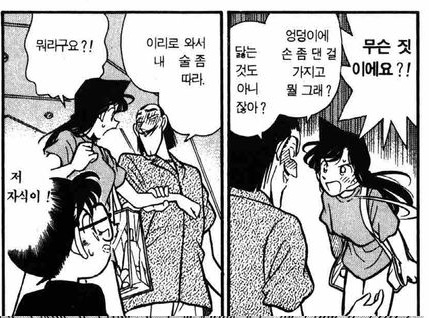 무슨 짓
이에요?!
엉덩이에
손 좀 댄 걸
가지고
뭘 그래?
닳는
것도
아니
잖아?
이리로 와서
내 술 좀
따라.
뭐라구요?!
저
자식이!